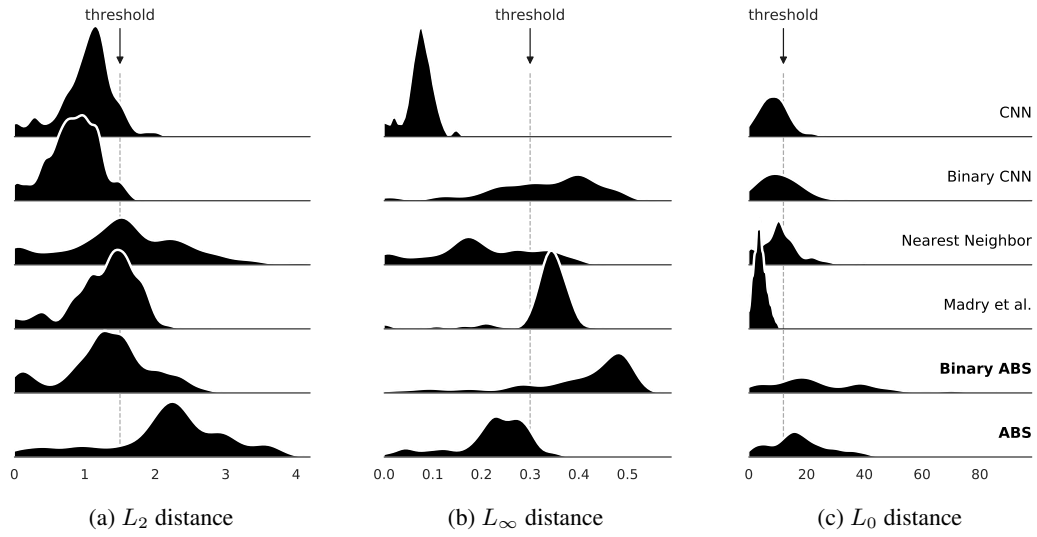 threshold threshold threshold
CNN
Binary CNN
Nearest Neighbor
Madry et al.
Binary ABS
ABS
0 1 2 3 4 0 0.1 0.2 0.3 0.4 0.5 0 20 40 60 80
(a) L₂ distance (b) L∞ distance (c) L₀ distance